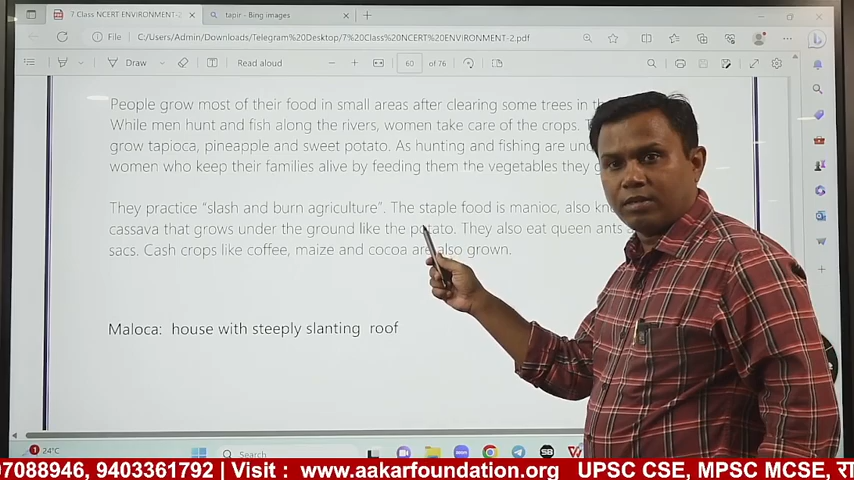 7 Class NCERT ENVIRONMENT-2
tapir - Bing images
File
C:/Users/Admin/Downloads/Telegram%20Desktop/7%20Class%20NCERT%20ENViRONMENT-2.pdf
Draw
Read aloud
60
of 76
People grow most of their food in small areas after clearing some trees in th
While men hunt and fish along the rivers, women take care of the crops. T
grow tapioca, pineapple and sweet potato. As hunting and fishing are un
women who keep their families alive by feeding them the vegetables they g
They practice “slash and burn agriculture”. The staple food is manioc, also kn
cassava that grows under the ground like the potato. They also eat queen ants
sacs. Cash crops like coffee, maize and cocoa are also grown.
Maloca: house with steeply slanting roof
24°C
Search
97088946, 9403361792 | Visit : www.aakarfoundation.org UPSC CSE, MPSC MCSE, रा